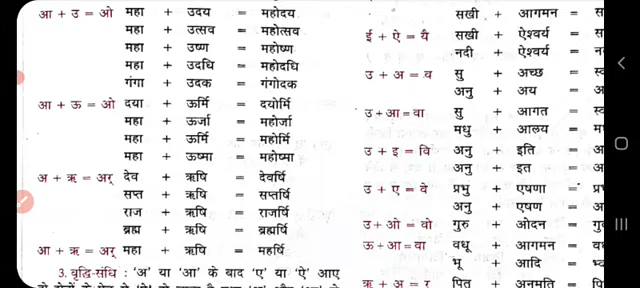 आ + उ = ओ महा + उदय = महोदय
महा + उत्सव = महोत्सव
महा + उष्ण = महोष्ण
महा + उदधि = महोदधि
गंगा + उदक = गंगोदक
आ + ऊ = ओ दया + ऊर्मि = दयोर्मि
महा + ऊर्जा = महोर्जा
महा + ऊर्मि = महोर्मि
महा + ऊष्मा = महोष्मा
अ + ऋ = अर् देव + ऋषि = देवर्षि
सप्त + ऋषि = सप्तर्षि
राज + ऋषि = राजर्षि
ब्रह्म + ऋषि = ब्रह्मर्षि
आ + ऋ = अर् महा + ऋषि = महर्षि
3. वृद्धि-संधि : 'अ' या 'आ' के बाद 'ए' या 'ऐ' आए
सखी + आगमन =
ई + ऐ = यै सखी + ऐश्वर्य =
नदी + ऐश्वर्य =
उ + अ = व सु + अच्छ =
अनु + अय =
उ + आ = वा सु + आगत =
मधु + आलय =
उ + इ = वि अनु + इति =
अनु + इत =
उ + ए = वे प्रभु + एषणा =
अनु + एषण =
उ + ओ = वो गुरु + ओदन =
ऊ + आ = वा वधू + आगमन =
भू + आदि =
ऋ + अ = र पितृ + अनुमति =